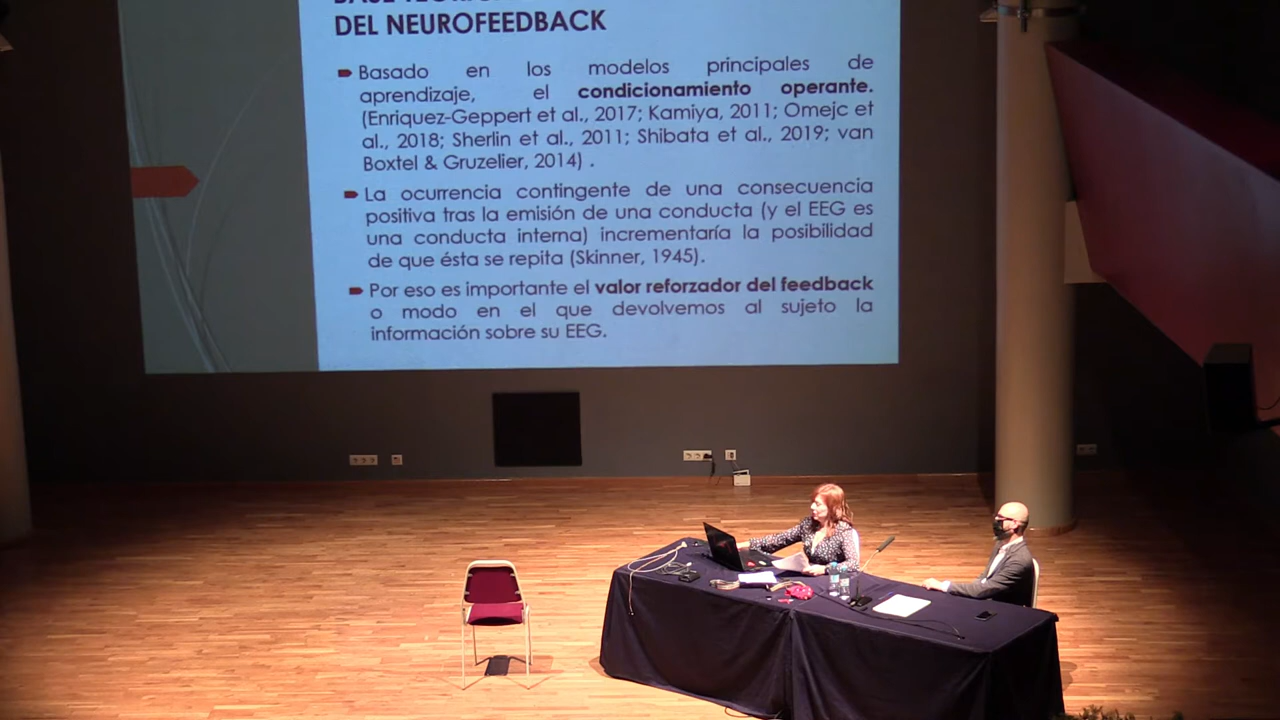 DEL NEUROFEEDBACK
Basado en los modelos principales de
aprendizaje, el condicionamiento operante.
(Enriquez-Geppert et al., 2017; Kamiya, 2011; Omejc et
al., 2018; Sherlin et al., 2011; Shibata et al., 2019; van
Boxtel & Gruzelier, 2014) .
La ocurrencia contingente de una consecuencia
positiva tras la emisión de una conducta (y el EEG es
una conducta interna) incrementaría la posibilidad
de que ésta se repita (Skinner, 1945).
Por eso es importante el valor reforzador del feedback
o modo en el que devolvemos al sujeto la
información sobre su EEG.